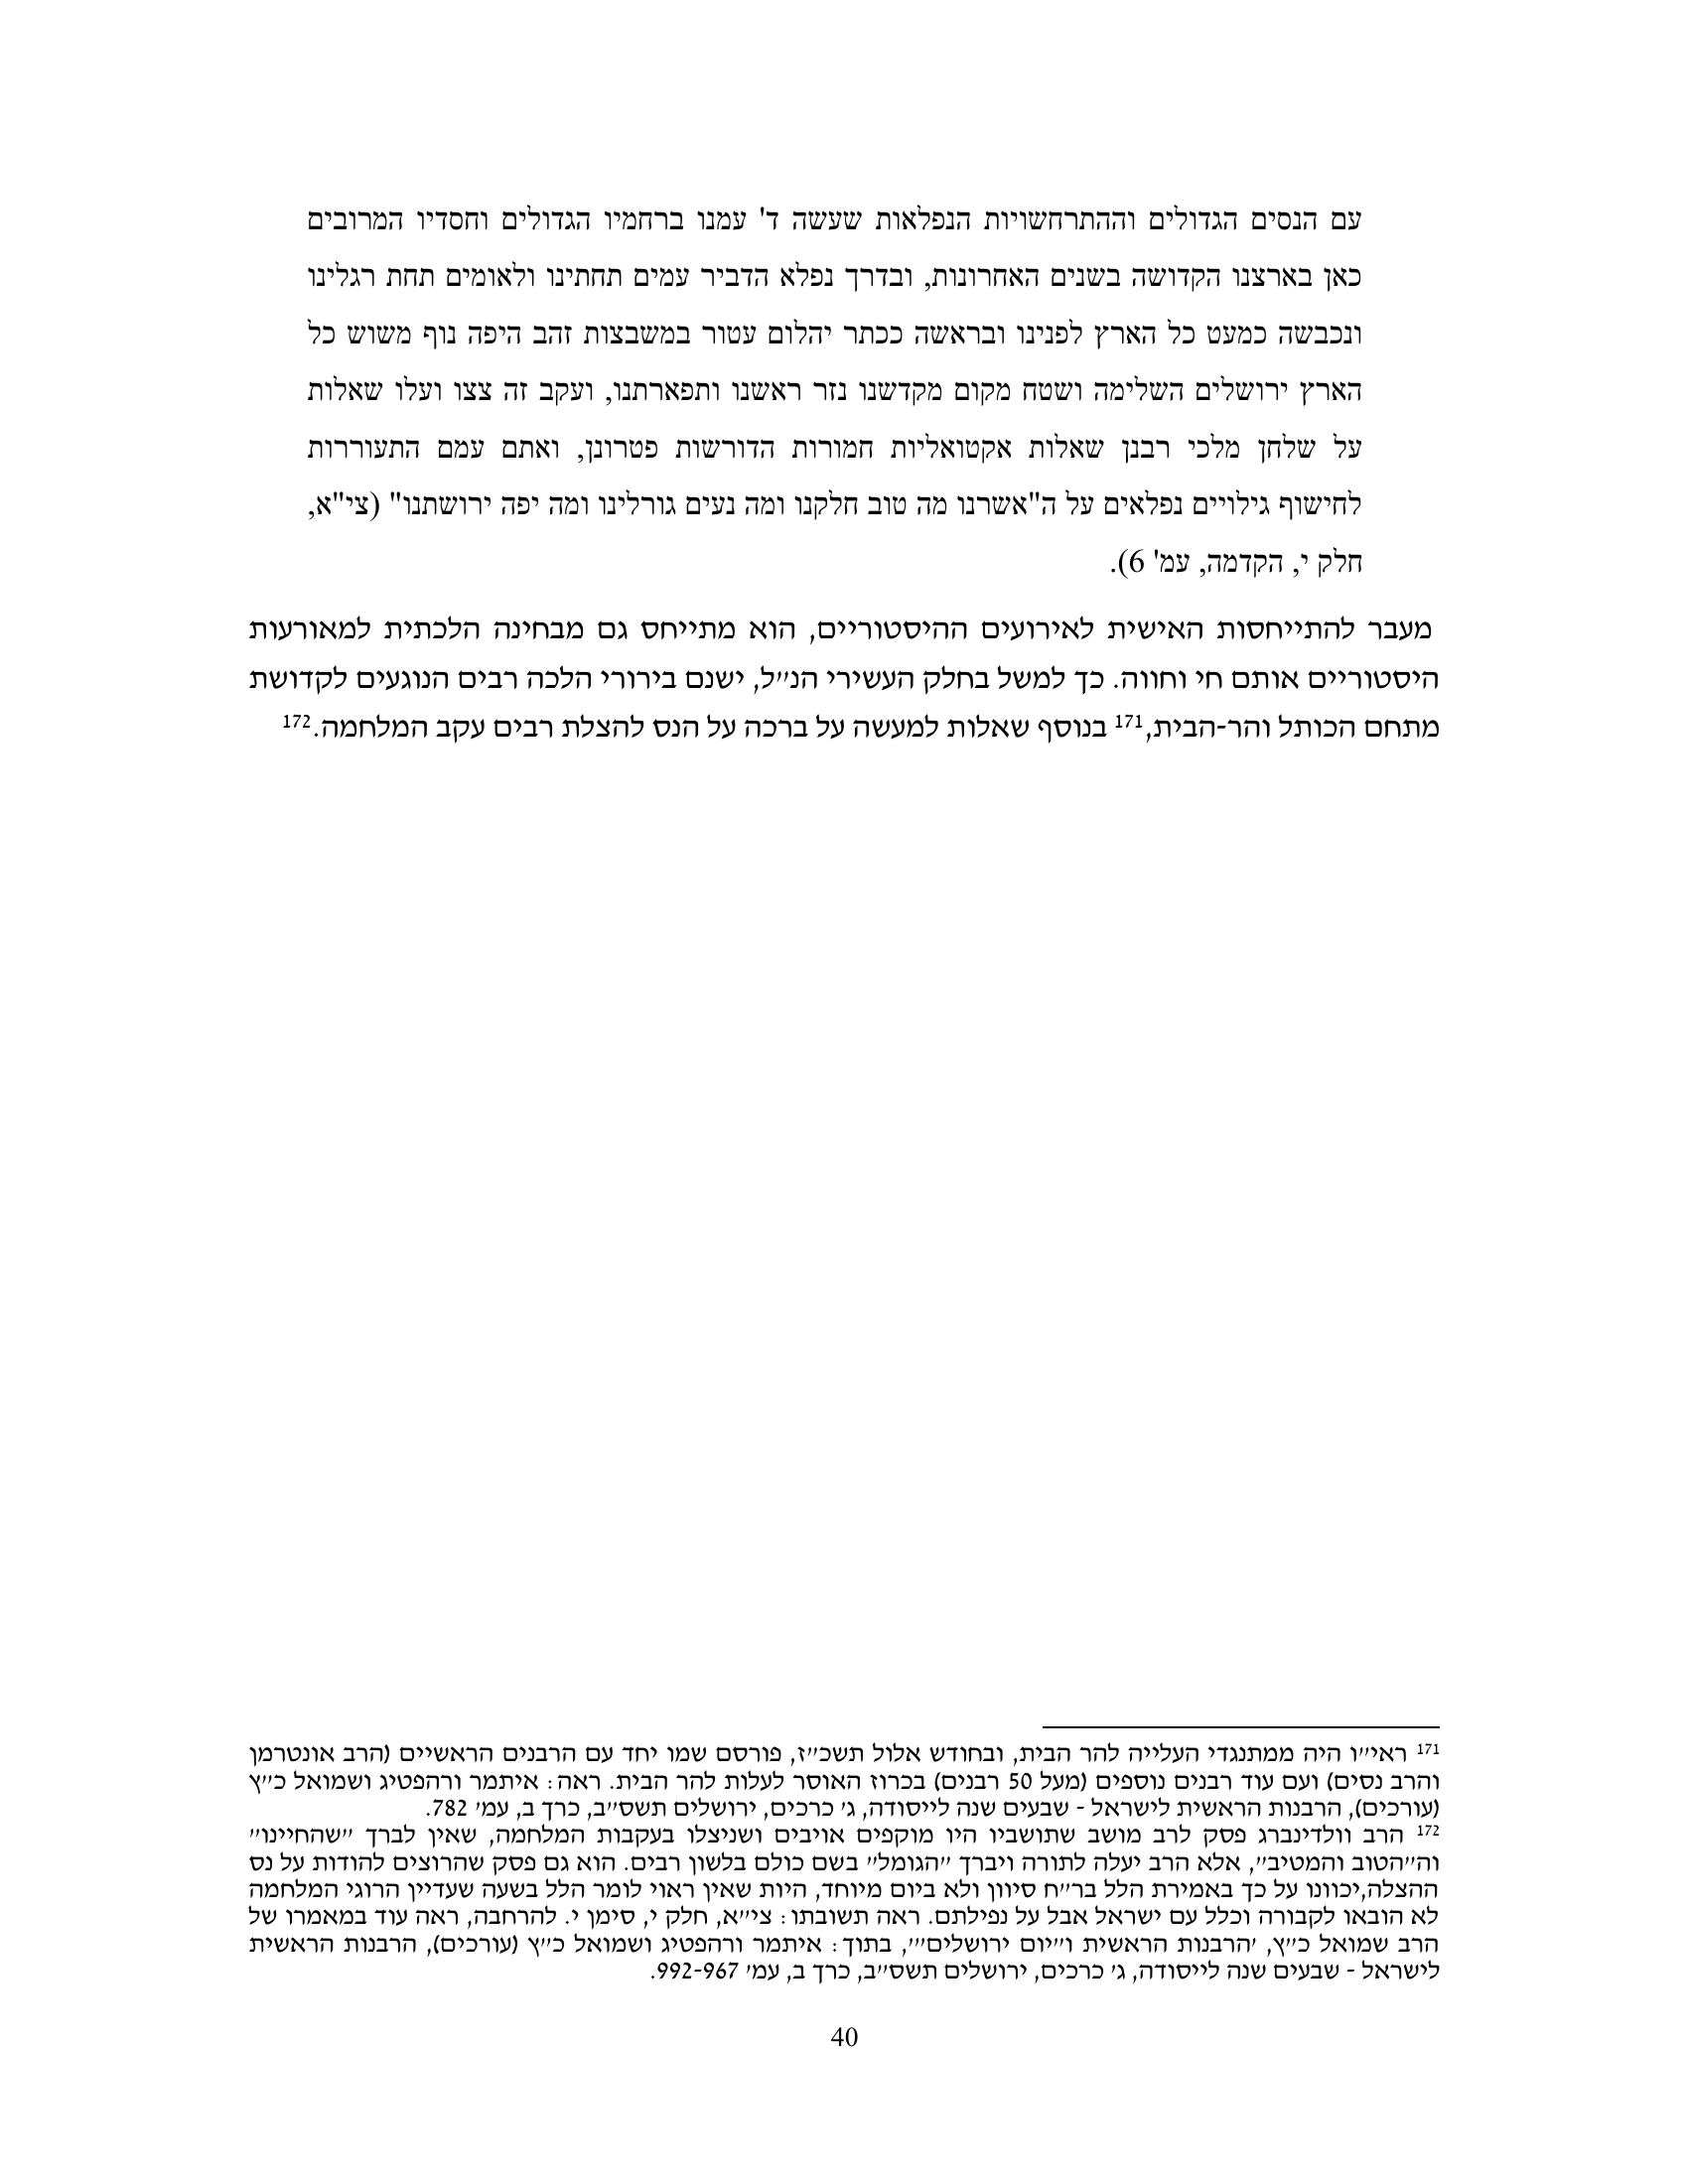 עם הנסים הגדולים וההתרחשויות הנפלאות שעשה ד' עמנו ברחמיו הגדולים וחסדיו המרובים
כאן בארצנו הקדושה בשנים האחרונות, ובדרך נפלא הדביר עמים תחתינו ולאומים תחת רגלינו
ונכבשה כמעט כל הארץ לפנינו ובראשה ככתר יהלום עטור במשבצות זהב היפה נוף משוש כל
הארץ ירושלים השלימה ושטח מקום מקדשנו נזר ראשנו ותפארתנו, ועקב זה צצו ועלו שאלות
על שלחן מלכי רבנן שאלות אקטואליות חמורות הדורשות פטרונן, ואתם עמם התעוררות
לחישוף גילויים נפלאים על ה"אשרנו מה טוב חלקנו ומה נעים גורלינו ומה יפה ירושתנו" (צי"א,
חלק י, הקדמה, עמ' 6).
מעבר להתייחסות האישית לאירועים ההיסטוריים, הוא מתייחס גם מבחינה הלכתית למאורעות
היסטוריים אותם חי וחווה. כך למשל בחלק העשירי הנ"ל, ישנם בירורי הלכה רבים הנוגעים לקדושת
מתחם הכותל והר-הבית,171 בנוסף שאלות למעשה על ברכה על הנס להצלת רבים עקב המלחמה.172
171 ראי"ו היה ממתנגדי העלייה להר הבית, ובחודש אלול תשכ"ז, פורסם שמו יחד עם הרבנים הראשיים (הרב אונטרמן
והרב נסים) ועם עוד רבנים נוספים (מעל 50 רבנים) בכרוז האוסר לעלות להר הבית. ראה: איתמר ורהפטיג ושמואל כ"ץ
(עורכים), הרבנות הראשית לישראל - שבעים שנה לייסודה, ג' כרכים, ירושלים תשס"ב, כרך ב, עמ' 782.
172 הרב וולדינברג פסק לרב מושב שתושביו היו מוקפים אויבים ושניצלו בעקבות המלחמה, שאין לברך "שהחיינו"
וה"הטוב והמטיב", אלא הרב יעלה לתורה ויברך "הגומל" בשם כולם בלשון רבים. הוא גם פסק שהרוצים להודות על נס
ההצלה,יכוונו על כך באמירת הלל בר"ח סיוון ולא ביום מיוחד, היות שאין ראוי לומר הלל בשעה שעדיין הרוגי המלחמה
לא הובאו לקבורה וכלל עם ישראל אבל על נפילתם. ראה תשובתו: צי"א, חלק י, סימן י. להרחבה, ראה עוד במאמרו של
הרב שמואל כ"ץ, 'הרבנות הראשית ו"יום ירושלים"', בתוך: איתמר ורהפטיג ושמואל כ"ץ (עורכים), הרבנות הראשית
לישראל - שבעים שנה לייסודה, ג' כרכים, ירושלים תשס"ב, כרך ב, עמ' 992-967.
40